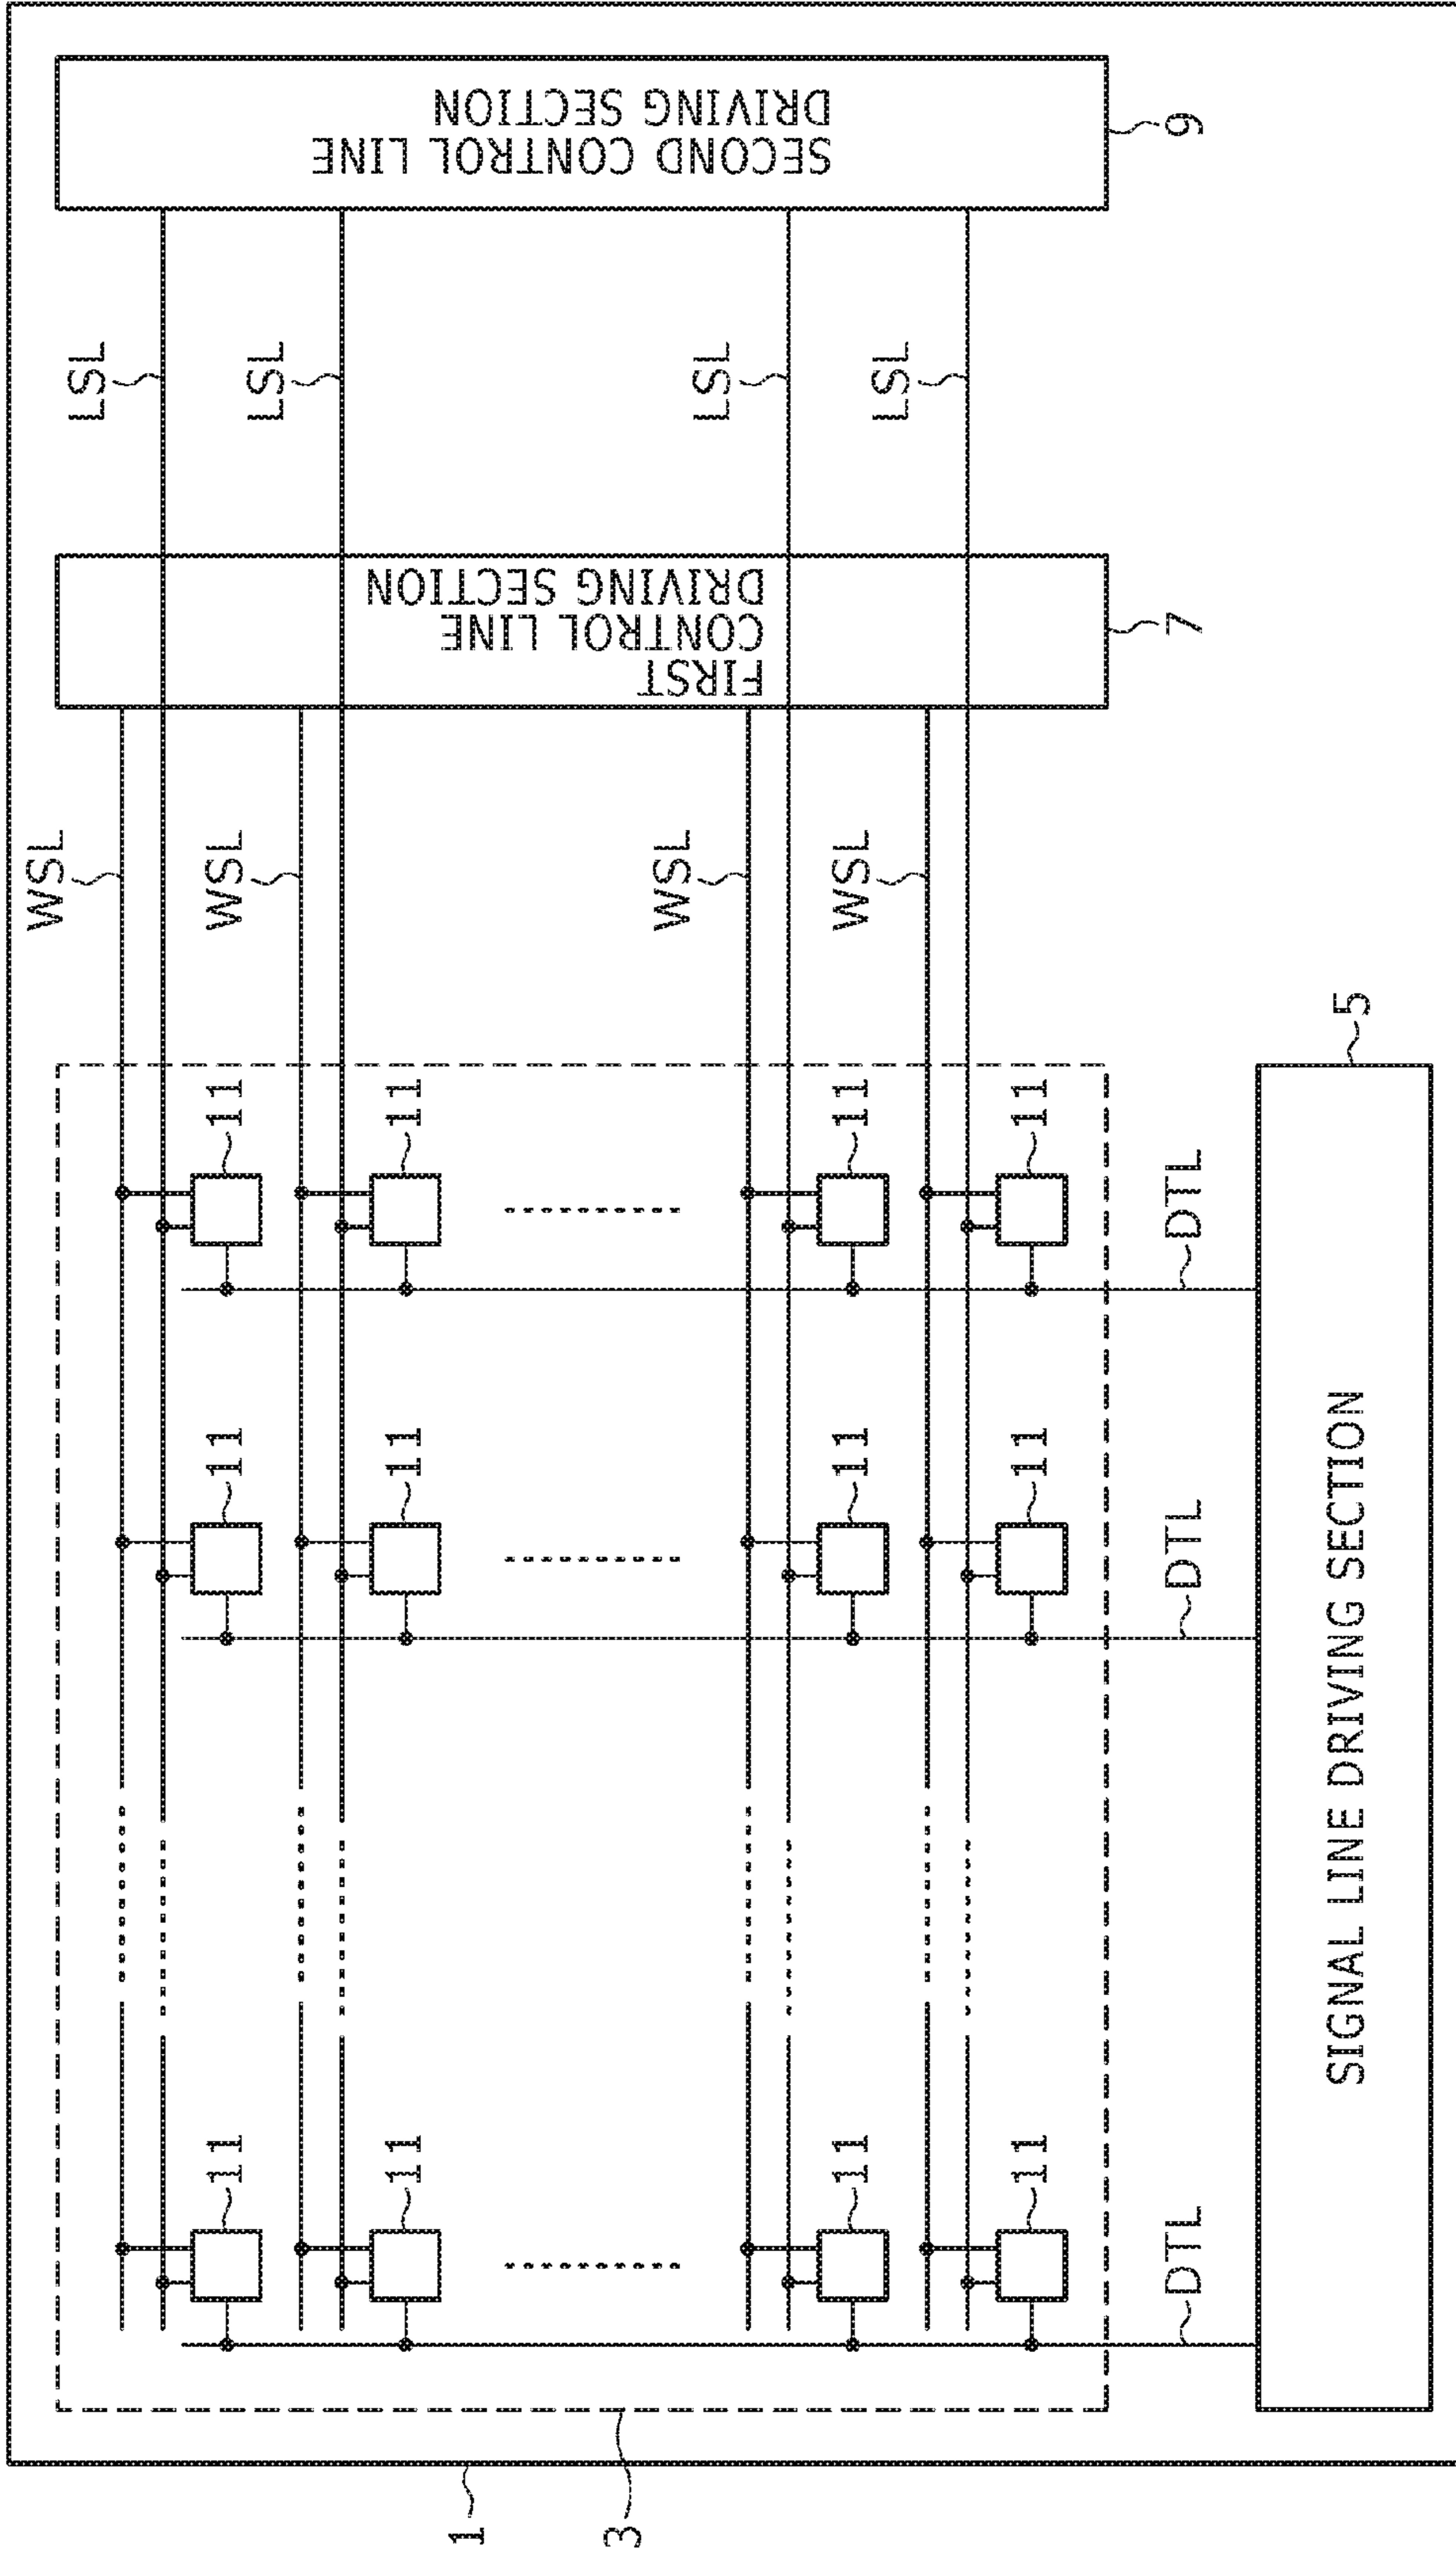 WSL
LSL
11
11
11
WSL
LSL
11
11
11
1
3
FIRST
CONTROL LINE
DRIVING SECTION
SECOND CONTROL LINE
DRIVING SECTION
WSL
LSL
11
11
11
WSL
LSL
11
11
11
DTL
DTL
DTL
7
9
SIGNAL LINE DRIVING SECTION
5